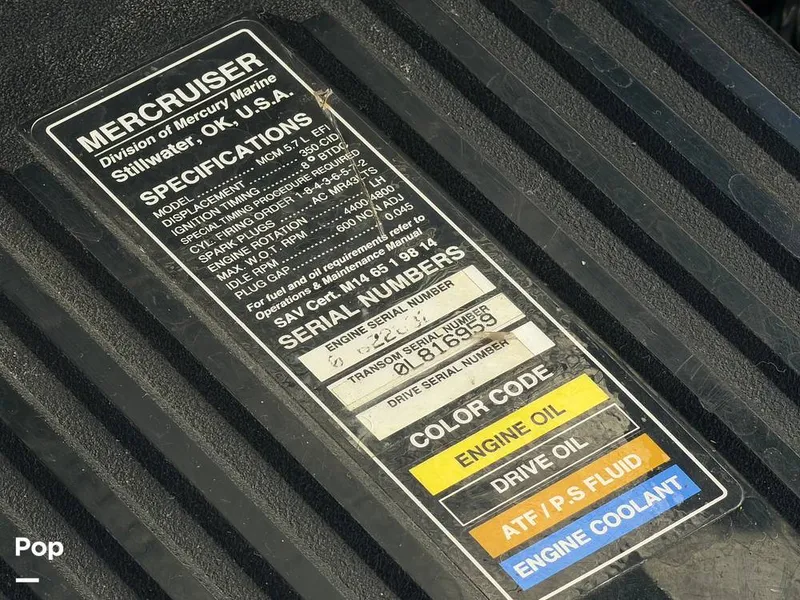 MERCRUISER
Division of Mercury Marine
Stillwater, OK, U.S.A.
SPECIFICATIONS
MODEL MCM 5.7 L EFI
DISPLACEMENT 350 CID
IGNITION TIMING 8° BTDC
SPECIAL TIMING PROCEDURE REQUIRED
CYL. FIRING ORDER 1-8-4-3-6-5-7-2
SPARK PLUGS AC MR43LTS
ENGINE ROTATION LH
MAX. W.O.T. RPM 4400-4800
IDLE RPM 600 NON ADJ
PLUG GAP 0.045
For fuel and oil requirements refer to
Operations & Maintenance Manual
SAV Cert. M14 65 1 98 14
SERIAL NUMBERS
ENGINE SERIAL NUMBER
TRANSOM SERIAL NUMBER
0L816959
DRIVE SERIAL NUMBER
COLOR CODE
ENGINE OIL
DRIVE OIL
ATF / P.S FLUID
ENGINE COOLANT
Pop